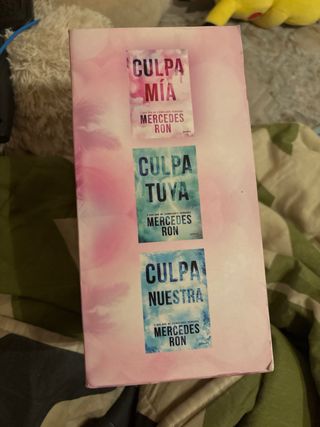 CULPA
MÍA
MERCEDES
RON
CULPA
TUYA
MERCEDES
RON
CULPA
NUESTRA
MERCEDES
RON